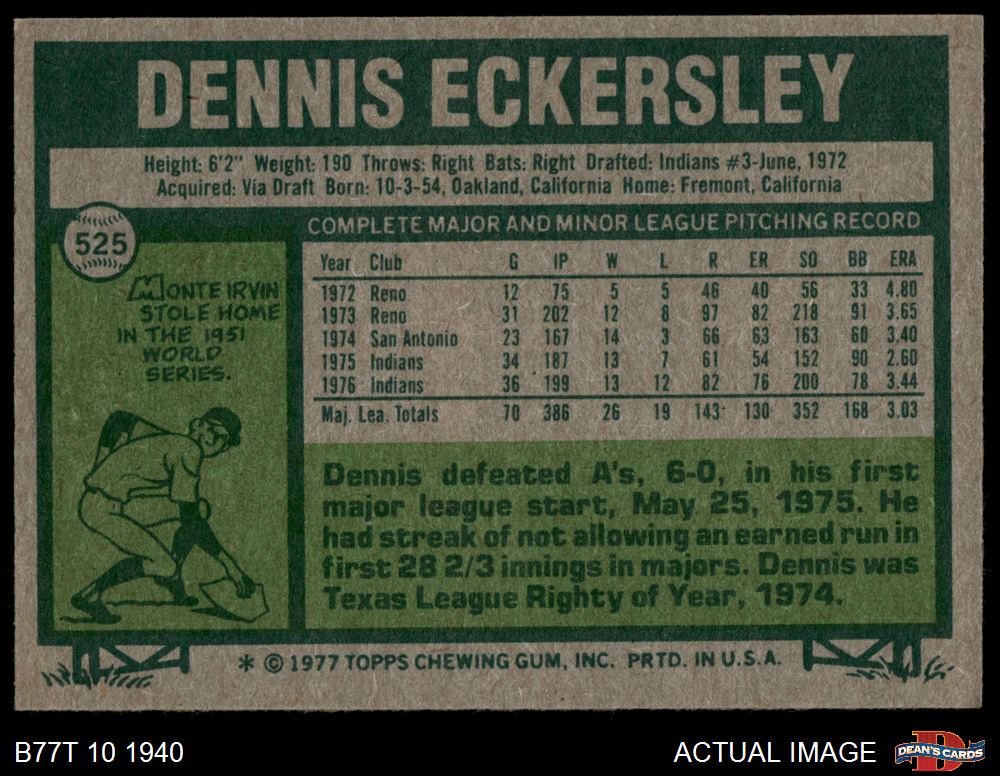 DENNIS ECKERSLEY
Height: 6'2" Weight: 190 Throws: Right Bats: Right Drafted: Indians #3-June, 1972
Acquired: Via Draft Born: 10-3-54, Oakland, California Home: Fremont, California
525
MONTE IRVIN
STOLE HOME
IN THE 1951
WORLD
SERIES.
COMPLETE MAJOR AND MINOR LEAGUE PITCHING RECORD
Year Club G IP W L R ER SO BB ERA
1972 Reno 12 75 5 5 46 40 56 33 4.80
1973 Reno 31 202 12 8 97 82 218 91 3.65
1974 San Antonio 23 167 14 3 66 63 163 60 3.40
1975 Indians 34 187 13 7 61 54 152 90 2.60
1976 Indians 36 199 13 12 82 76 200 78 3.44
Maj. Lea. Totals 70 386 26 19 143 130 352 168 3.03
Dennis defeated A's, 6-0, in his first
major league start, May 25, 1975. He
had streak of not allowing an earned run in
first 28 2/3 innings in majors. Dennis was
Texas League Righty of Year, 1974.
* © 1977 TOPPS CHEWING GUM, INC. PRTD. IN U.S.A.
B77T 10 1940
ACTUAL IMAGE
D
DEAN'S CARDS